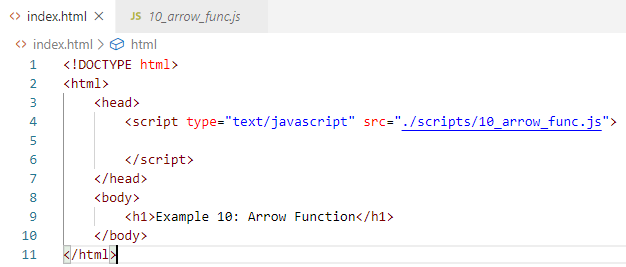 <> index.html × JS 10_arrow_func.js
<> index.html > html
1 <!DOCTYPE html>
2 <html>
3 <head>
4 <script type="text/javascript" src="./scripts/10_arrow_func.js">
5
6 </script>
7 </head>
8 <body>
9 <h1>Example 10: Arrow Function</h1>
10 </body>
11 </html>